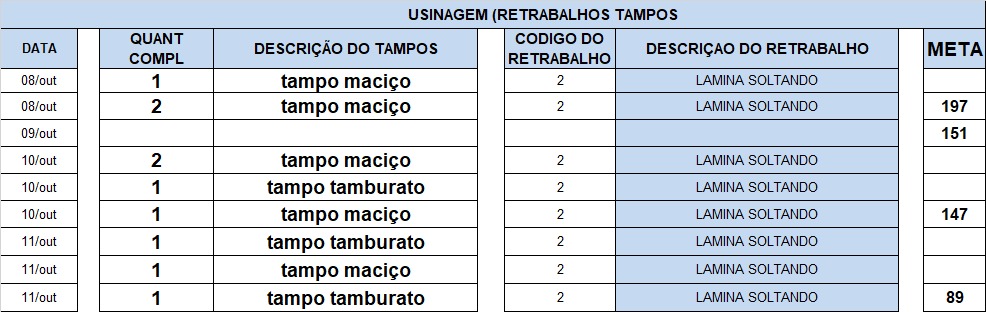 USINAGEM (RETRABALHOS TAMPOS
DATA QUANT COMPL DESCRIÇÃO DO TAMPOS CODIGO DO RETRABALHO DESCRIÇAO DO RETRABALHO META
08/out 1 tampo maciço 2 LAMINA SOLTANDO
08/out 2 tampo maciço 2 LAMINA SOLTANDO 197
09/out 151
10/out 2 tampo maciço 2 LAMINA SOLTANDO
10/out 1 tampo tamburato 2 LAMINA SOLTANDO
10/out 1 tampo maciço 2 LAMINA SOLTANDO 147
11/out 1 tampo tamburato 2 LAMINA SOLTANDO
11/out 1 tampo maciço 2 LAMINA SOLTANDO
11/out 1 tampo tamburato 2 LAMINA SOLTANDO 89